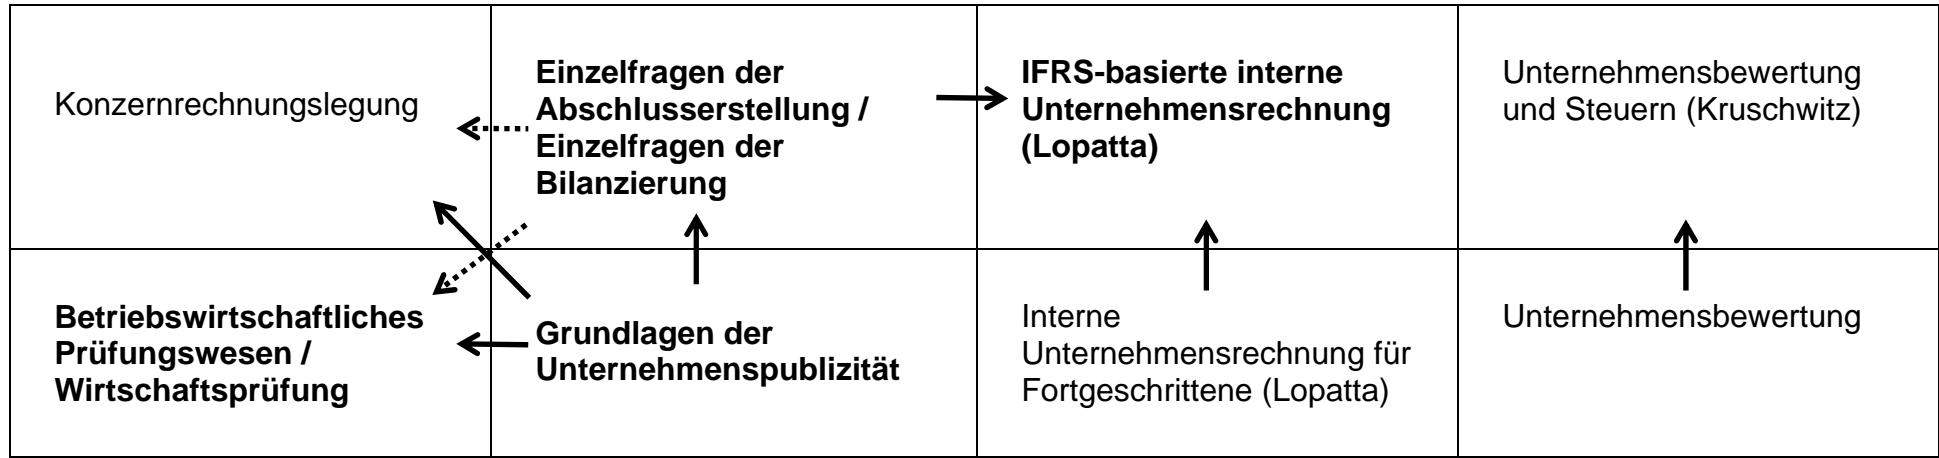 Konzernrechnungslegung
Einzelfragen der
Abschlusserstellung /
Einzelfragen der
Bilanzierung
IFRS-basierte interne
Unternehmensrechnung
(Lopatta)
Unternehmensbewertung
und Steuern (Kruschwitz)
Betriebswirtschaftliches
Prüfungswesen /
Wirtschaftsprüfung
Grundlagen der
Unternehmenspublizität
Interne
Unternehmensrechnung für
Fortgeschrittene (Lopatta)
Unternehmensbewertung